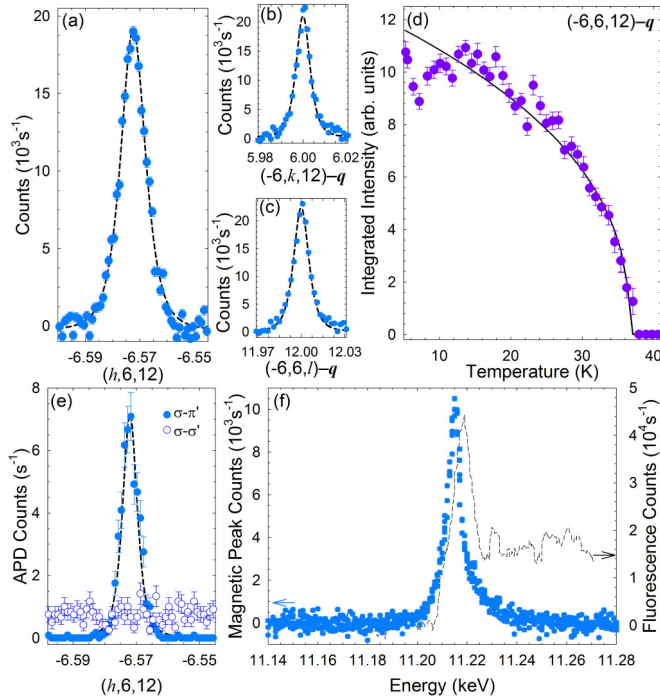 (a)
Counts (10³s⁻¹)
20
15
10
5
0
-6.59
-6.57
-6.55
(h,6,12)
(b)
Counts (10³s⁻¹)
20
10
0
5.98
6.00
6.02
(-6,k,12)–q
(c)
Counts (10³s⁻¹)
20
10
0
11.97
12.00
12.03
(-6,6,l)–q
(d)
(-6,6,12)–q
Integrated Intensity (arb. units)
12
10
8
6
4
2
0
10
20
30
40
Temperature (K)
(e)
σ-π'
σ-σ'
APD Counts (s⁻¹)
8
6
4
2
0
-6.59
-6.57
-6.55
(h,6,12)
(f)
Magnetic Peak Counts (10³s⁻¹)
10
8
6
4
2
0
11.14
11.16
11.18
11.20
11.22
11.24
11.26
11.28
Energy (keV)
5
4
3
2
1
0
Fluorescence Counts (10⁴s⁻¹)